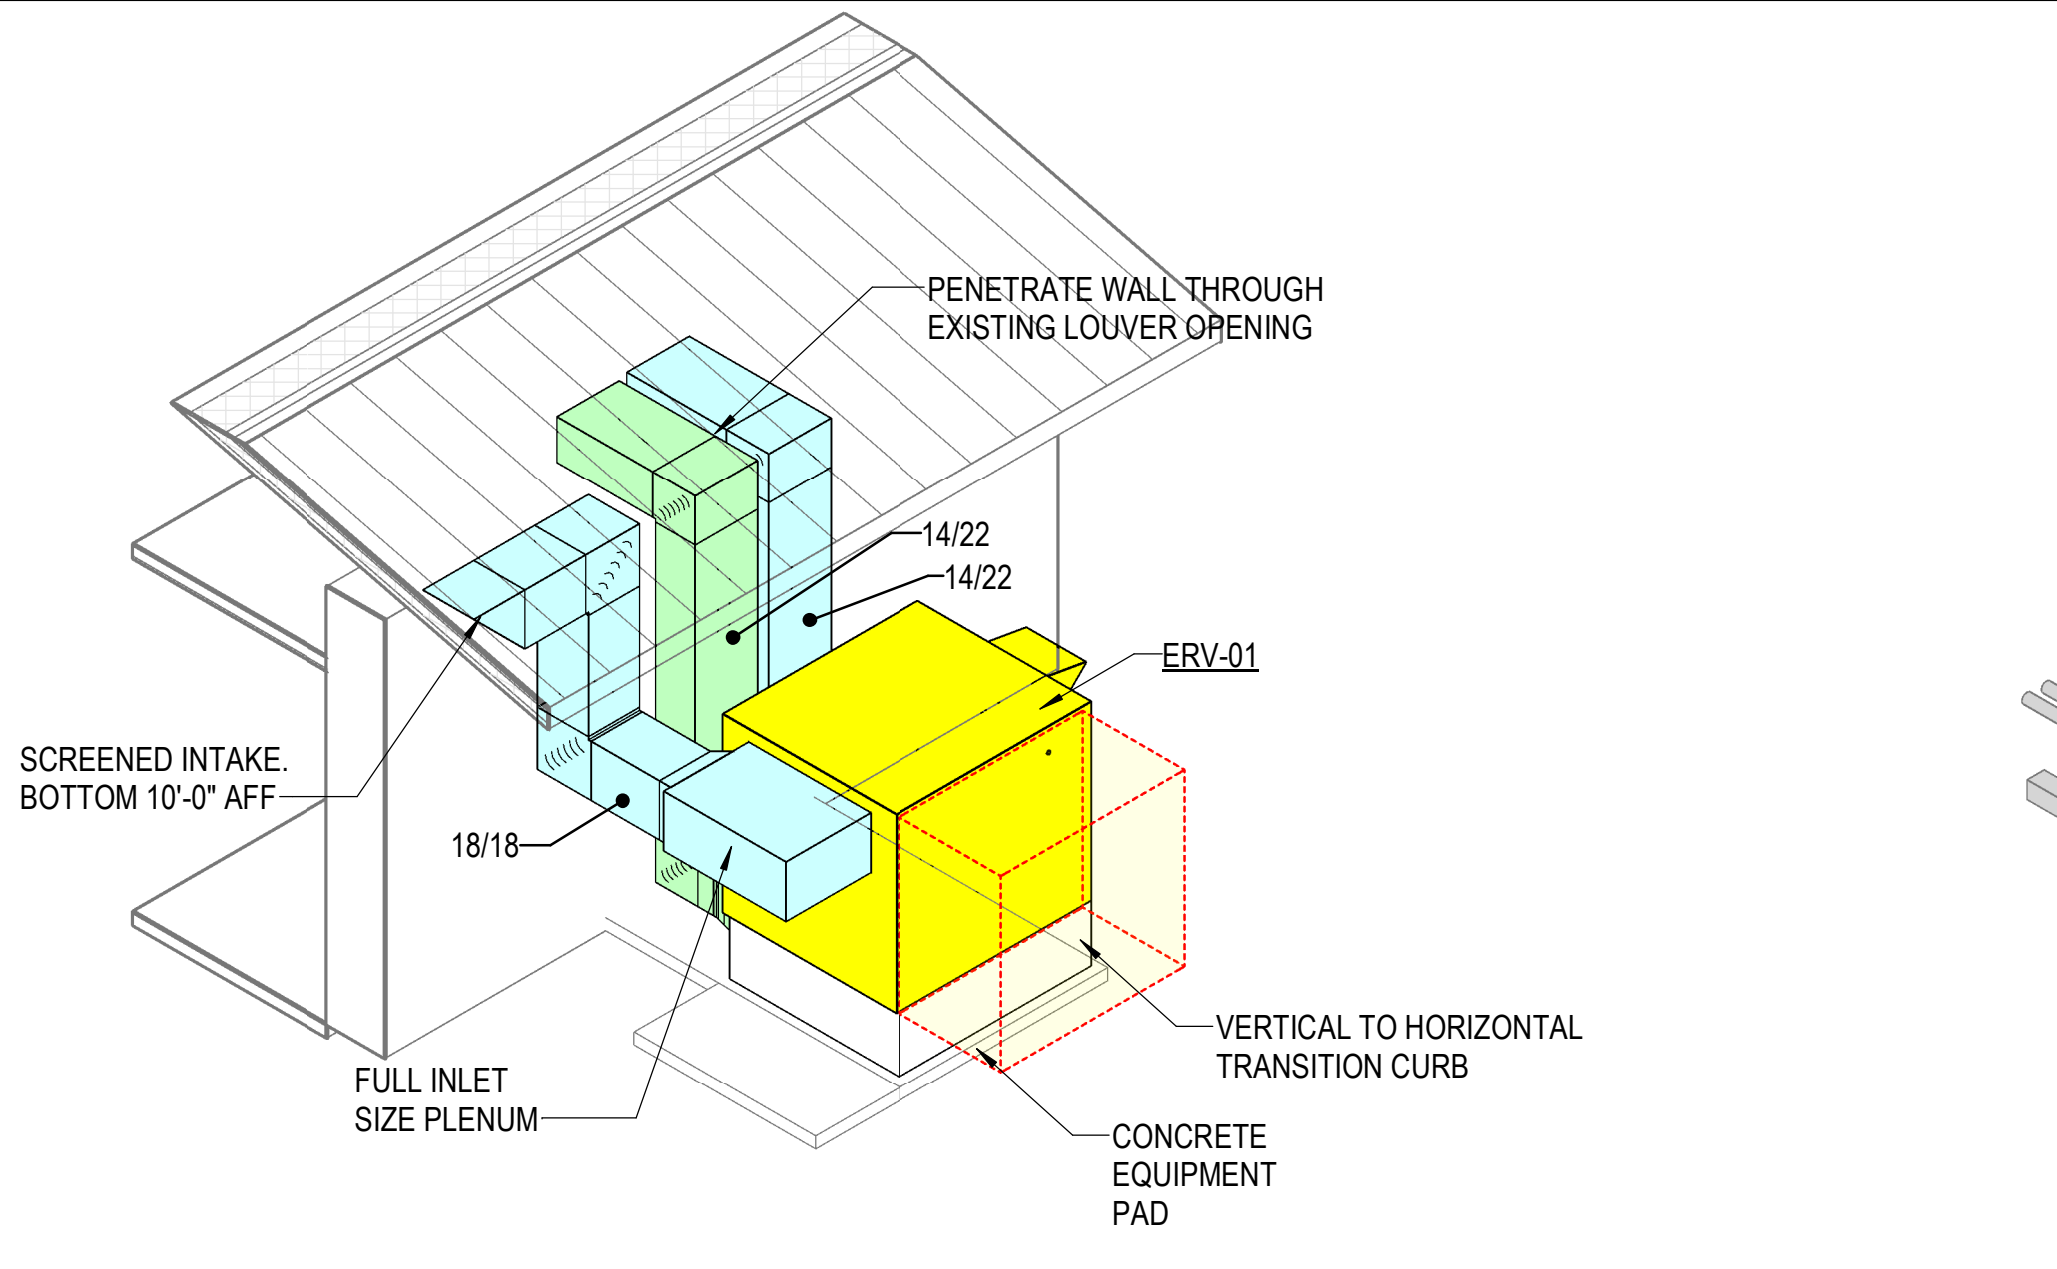 PENETRATE WALL THROUGH
EXISTING LOUVER OPENING
14/22
14/22
ERV-01
SCREENED INTAKE.
BOTTOM 10'-0" AFF
18/18
VERTICAL TO HORIZONTAL
TRANSITION CURB
FULL INLET
SIZE PLENUM
CONCRETE
EQUIPMENT
PAD